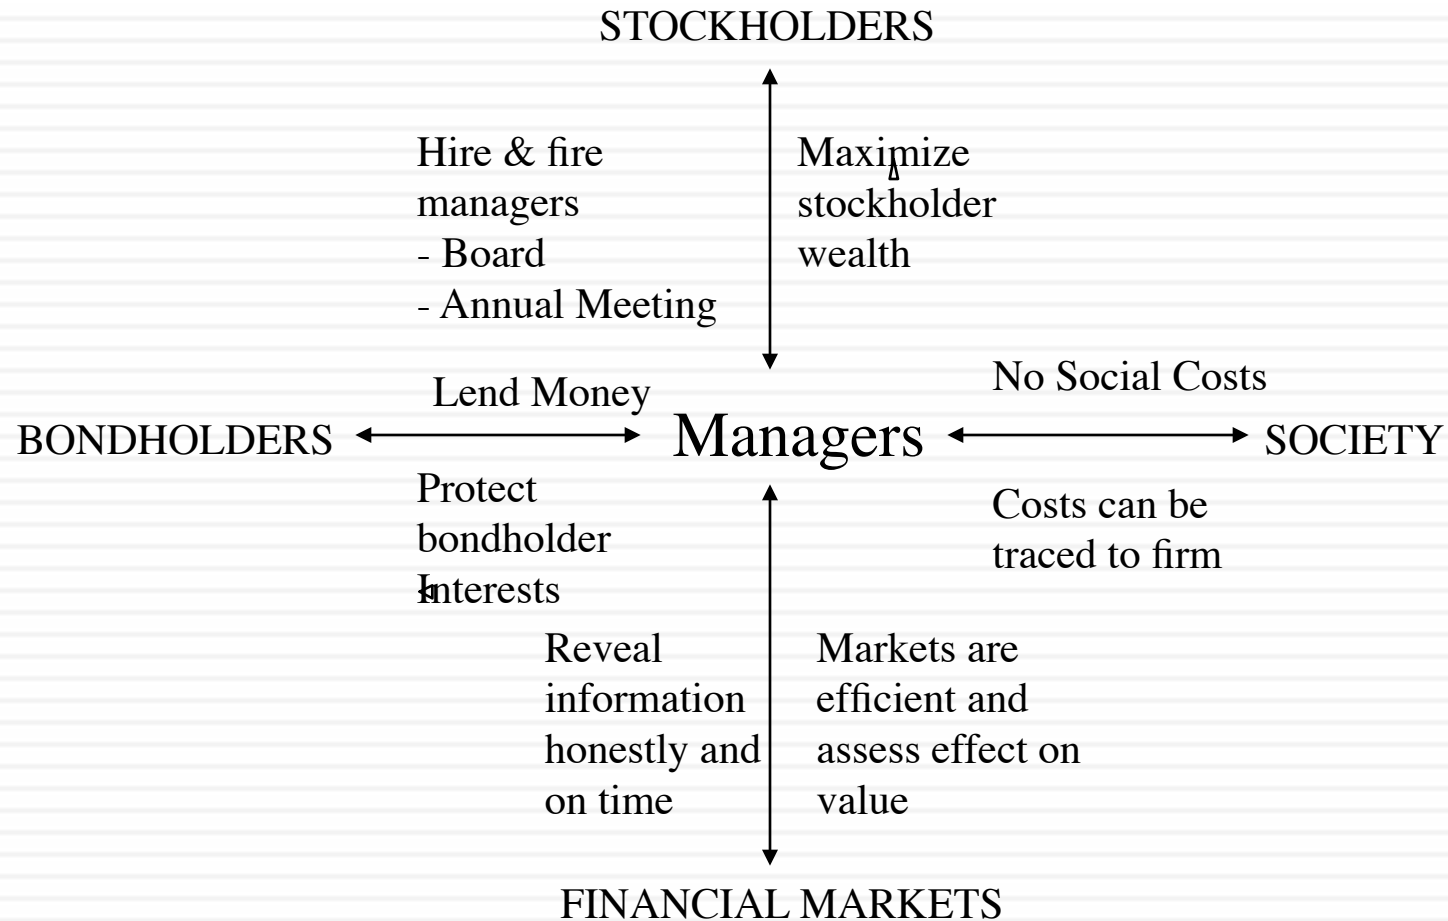 STOCKHOLDERS
Hire & fire
managers
- Board
- Annual Meeting
Maximize
stockholder
wealth
No Social Costs
Lend Money
BONDHOLDERS
Managers
SOCIETY
Protect
bondholder
Interests
Costs can be
traced to firm
Reveal
information
honestly and
on time
Markets are
efficient and
assess effect on
value
FINANCIAL MARKETS